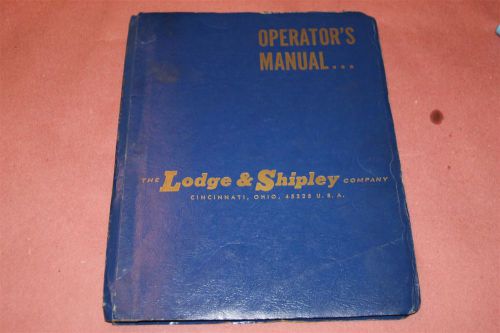 OPERATOR'S
MANUAL...
THE Lodge & Shipley COMPANY
CINCINNATI, OHIO, 45225 U.S.A.